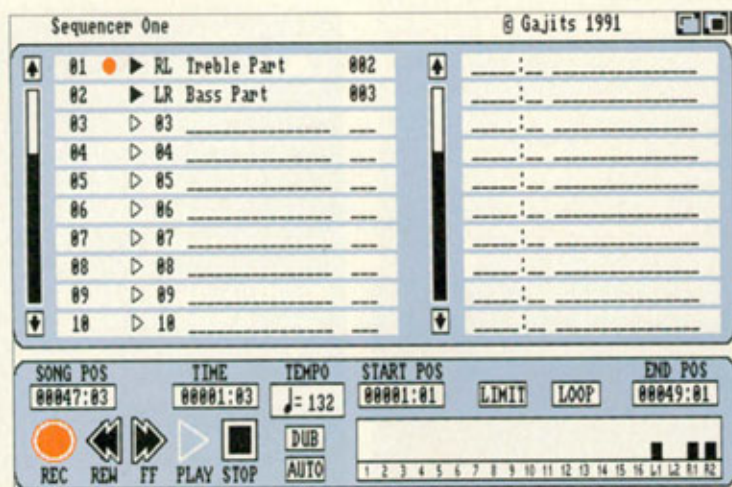 Sequencer One © Gajits 1991
01 RL Treble Part 002
02 LR Bass Part 003
03 03
04 04
05 05
06 06
07 07
08 08
09 09
10 10
SONG POS TIME TEMPO START POS END POS
00047:03 00001:03 ♩= 132 00001:01 LIMIT LOOP 00049:01
DUB
REC REW FF PLAY STOP AUTO
1 2 3 4 5 6 7 8 9 10 11 12 13 14 15 16 L1 L2 R1 R2